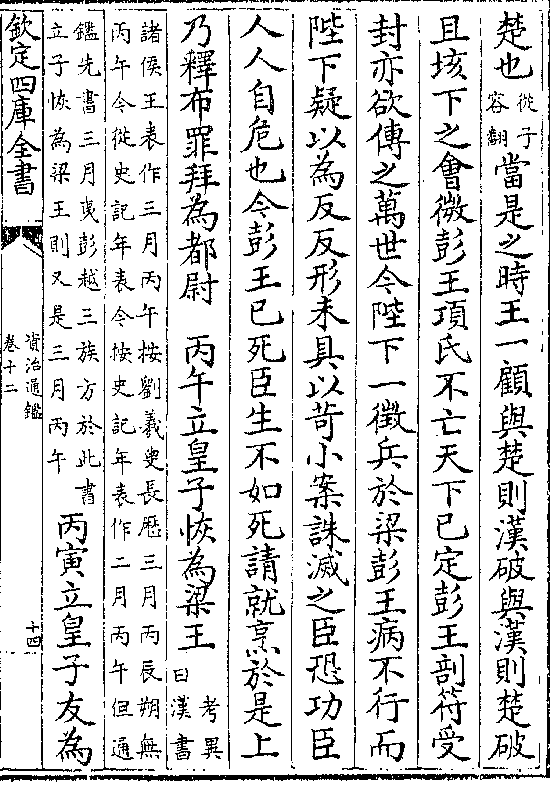 楚也從子容翻當是之時王一顧與楚則漢破與漢則楚破
且垓下之會微彭王項氏不亡天下已定彭王剖符受
封亦欲傳之萬世今陛下一徵兵於梁彭王病不行而
陛下疑以為反反形未具以苛小案誅滅之臣恐功臣
人人自危也今彭王已死臣生不如死請就烹於是上
乃釋布罪拜為都尉　丙午立皇子恢為梁王考異曰漢書
諸侯王表作三月丙午按劉羲叟長厯三月丙辰朔無
丙午今從史記年表今按史記年表作二月丙午但通
鑑先書三月夷彭越三族方於此書
立子恢為梁王則又是三月丙午
丙寅立皇子友為
欽定四庫全書
資治通鑑
卷十二
十四